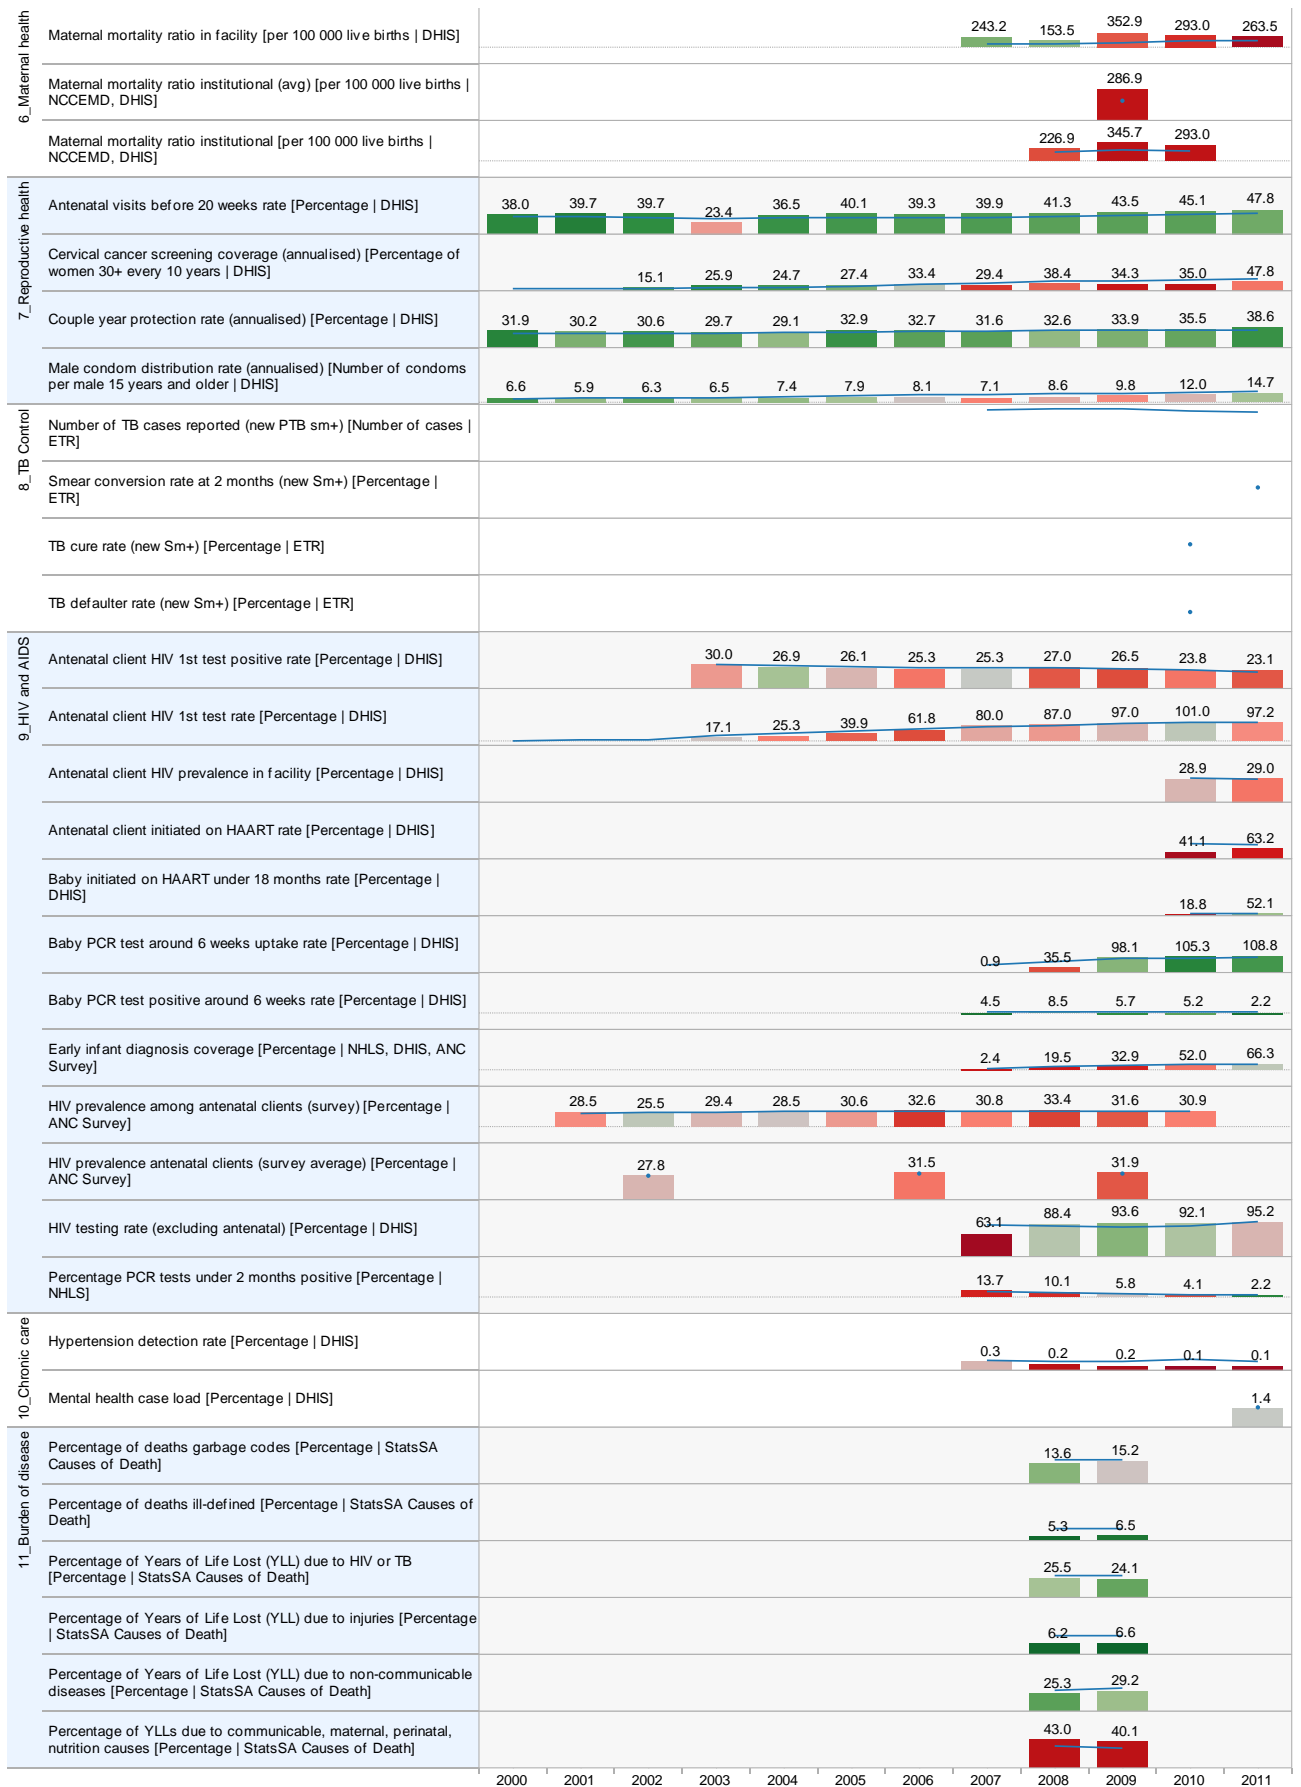 6_Maternal health
Maternal mortality ratio in facility [per 100 000 live births | DHIS]
243.2 153.5 352.9 293.0 263.5
Maternal mortality ratio institutional (avg) [per 100 000 live births |
NCCEMD, DHIS]
286.9
Maternal mortality ratio institutional [per 100 000 live births |
NCCEMD, DHIS]
226.9 345.7 293.0
7_Reproductive health
Antenatal visits before 20 weeks rate [Percentage | DHIS]
38.0 39.7 39.7 23.4 36.5 40.1 39.3 39.9 41.3 43.5 45.1 47.8
Cervical cancer screening coverage (annualised) [Percentage of
women 30+ every 10 years | DHIS]
15.1 25.9 24.7 27.4 33.4 29.4 38.4 34.3 35.0 47.8
Couple year protection rate (annualised) [Percentage | DHIS]
31.9 30.2 30.6 29.7 29.1 32.9 32.7 31.6 32.6 33.9 35.5 38.6
Male condom distribution rate (annualised) [Number of condoms
per male 15 years and older | DHIS]
6.6 5.9 6.3 6.5 7.4 7.9 8.1 7.1 8.6 9.8 12.0 14.7
8_TB Control
Number of TB cases reported (new PTB sm+) [Number of cases |
ETR]
Smear conversion rate at 2 months (new Sm+) [Percentage |
ETR]
TB cure rate (new Sm+) [Percentage | ETR]
TB defaulter rate (new Sm+) [Percentage | ETR]
9_HIV and AIDS
Antenatal client HIV 1st test positive rate [Percentage | DHIS]
30.0 26.9 26.1 25.3 25.3 27.0 26.5 23.8 23.1
Antenatal client HIV 1st test rate [Percentage | DHIS]
17.1 25.3 39.9 61.8 80.0 87.0 97.0 101.0 97.2
Antenatal client HIV prevalence in facility [Percentage | DHIS]
28.9 29.0
Antenatal client initiated on HAART rate [Percentage | DHIS]
41.1 63.2
Baby initiated on HAART under 18 months rate [Percentage |
DHIS]
18.8 52.1
Baby PCR test around 6 weeks uptake rate [Percentage | DHIS]
0.9 35.5 98.1 105.3 108.8
Baby PCR test positive around 6 weeks rate [Percentage | DHIS]
4.5 8.5 5.7 5.2 2.2
Early infant diagnosis coverage [Percentage | NHLS, DHIS, ANC
Survey]
2.4 19.5 32.9 52.0 66.3
HIV prevalence among antenatal clients (survey) [Percentage |
ANC Survey]
28.5 25.5 29.4 28.5 30.6 32.6 30.8 33.4 31.6 30.9
HIV prevalence antenatal clients (survey average) [Percentage |
ANC Survey]
27.8 31.5 31.9
HIV testing rate (excluding antenatal) [Percentage | DHIS]
63.1 88.4 93.6 92.1 95.2
Percentage PCR tests under 2 months positive [Percentage |
NHLS]
13.7 10.1 5.8 4.1 2.2
10_Chronic care
Hypertension detection rate [Percentage | DHIS]
0.3 0.2 0.2 0.1 0.1
Mental health case load [Percentage | DHIS]
1.4
11_Burden of disease
Percentage of deaths garbage codes [Percentage | StatsSA
Causes of Death]
13.6 15.2
Percentage of deaths ill-defined [Percentage | StatsSA Causes of
Death]
5.3 6.5
Percentage of Years of Life Lost (YLL) due to HIV or TB
[Percentage | StatsSA Causes of Death]
25.5 24.1
Percentage of Years of Life Lost (YLL) due to injuries [Percentage
| StatsSA Causes of Death]
6.2 6.6
Percentage of Years of Life Lost (YLL) due to non-communicable
diseases [Percentage | StatsSA Causes of Death]
25.3 29.2
Percentage of YLLs due to communicable, maternal, perinatal,
nutrition causes [Percentage | StatsSA Causes of Death]
43.0 40.1
2000 2001 2002 2003 2004 2005 2006 2007 2008 2009 2010 2011